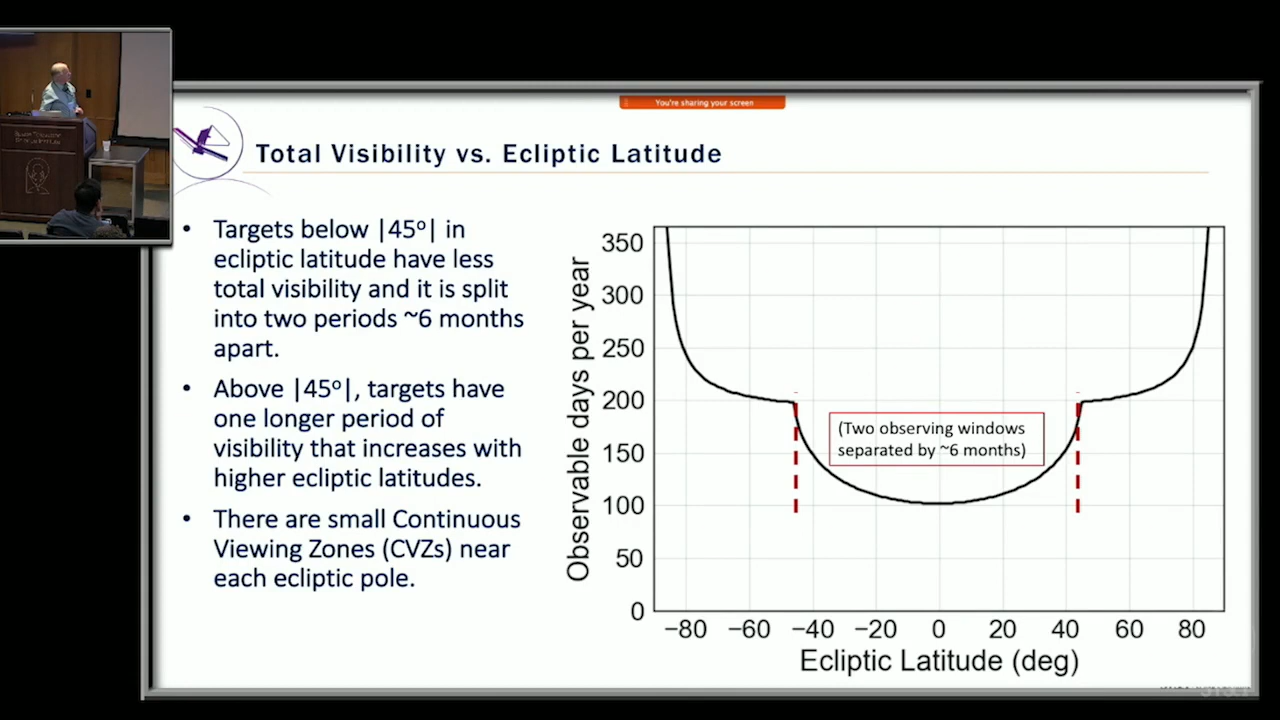 You're sharing your screen
Total Visibility vs. Ecliptic Latitude
• Targets below |45º| in
ecliptic latitude have less
total visibility and it is split
into two periods ~6 months
apart.
• Above |45º|, targets have
one longer period of
visibility that increases with
higher ecliptic latitudes.
• There are small Continuous
Viewing Zones (CVZs) near
each ecliptic pole.
Observable days per year
350
300
250
200
150
100
50
0
(Two observing windows
separated by ~6 months)
−80 −60 −40 −20 0 20 40 60 80
Ecliptic Latitude (deg)